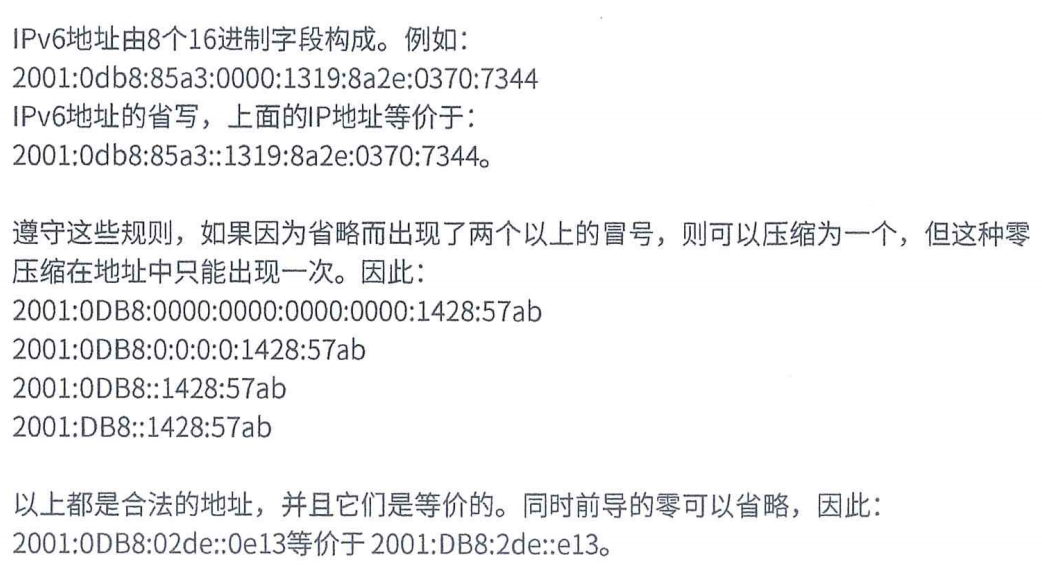 IPv6地址由8个16进制字段构成。例如：
2001:0db8:85a3:0000:1319:8a2e:0370:7344
IPv6地址的省写，上面的IP地址等价于：
2001:0db8:85a3::1319:8a2e:0370:7344。
遵守这些规则，如果因为省略而出现了两个以上的冒号，则可以压缩为一个，但这种零
压缩在地址中只能出现一次。因此：
2001:0DB8:0000:0000:0000:0000:1428:57ab
2001:0DB8:0:0:0:0:1428:57ab
2001:0DB8::1428:57ab
2001:DB8::1428:57ab
以上都是合法的地址，并且它们是等价的。同时前导的零可以省略，因此：
2001:0DB8:02de::0e13等价于 2001:DB8:2de::e13。